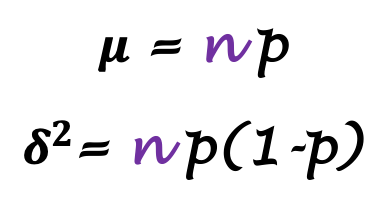 μ = np
δ²= np(1-p)